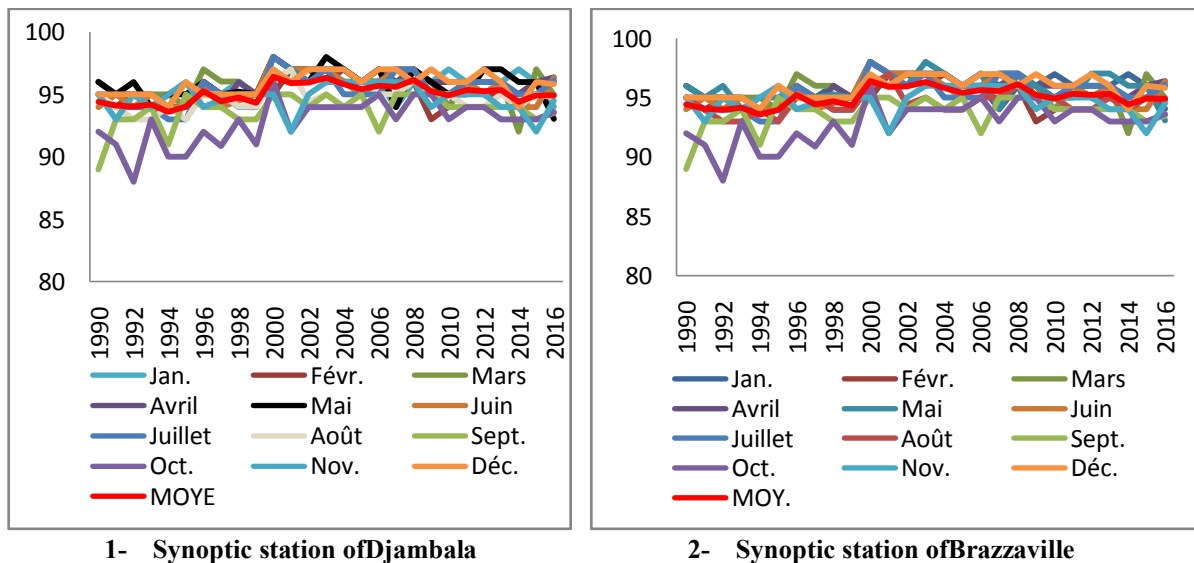 100
95
90
85
80
1990 1992 1994 1996 1998 2000 2002 2004 2006 2008 2010 2012 2014 2016
Jan. Févr. Mars
Avril Mai Juin
Juillet Août Sept.
Oct. Nov. Déc.
MOYE
1- Synoptic station ofDjambala
100
95
90
85
80
1990 1992 1994 1996 1998 2000 2002 2004 2006 2008 2010 2012 2014 2016
Jan. Févr. Mars
Avril Mai Juin
Juillet Août Sept.
Oct. Nov. Déc.
MOY.
2- Synoptic station ofBrazzaville